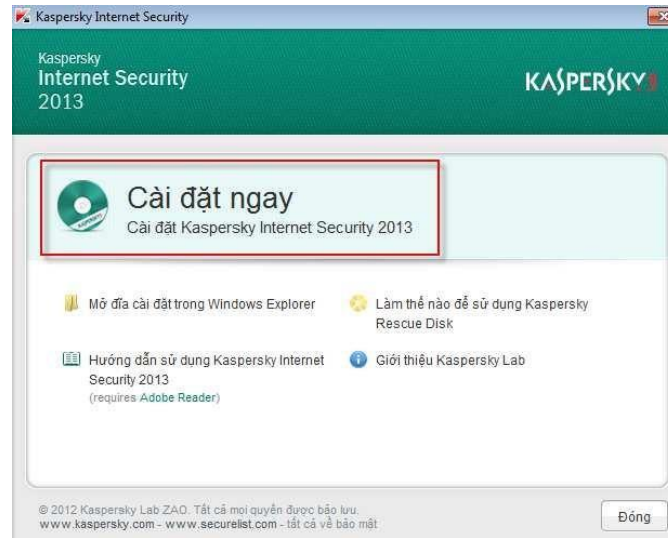 Kaspersky Internet Security
Kaspersky
Internet Security
2013
KASPERSKY
Cài đặt ngay
Cài đặt Kaspersky Internet Security 2013
Mở đĩa cài đặt trong Windows Explorer
Làm thế nào để sử dụng Kaspersky
Rescue Disk
Hướng dẫn sử dụng Kaspersky Internet
Security 2013
(requires Adobe Reader)
Giới thiệu Kaspersky Lab
© 2012 Kaspersky Lab ZAO. Tất cả mọi quyền được bảo lưu.
www.kaspersky.com - www.securelist.com - tất cả về bảo mật
Đóng